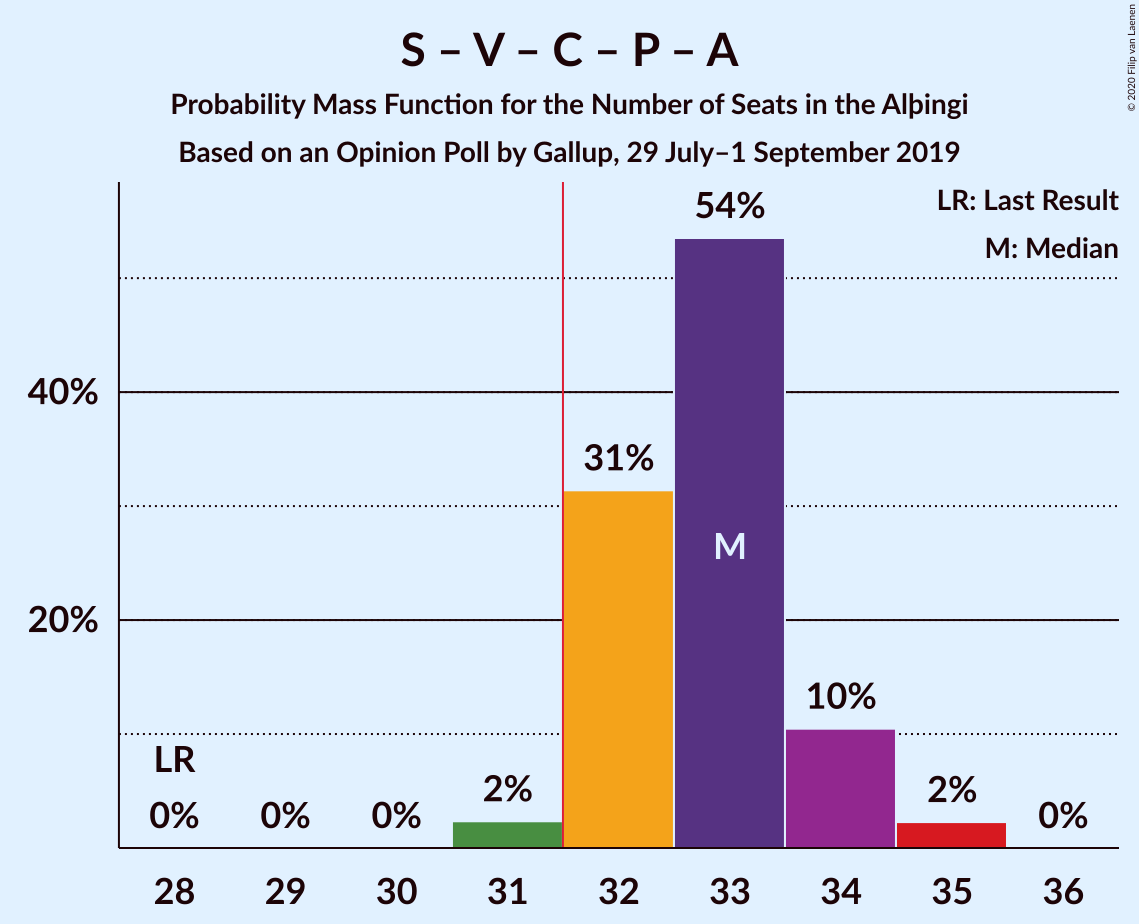 S – V – C – P – A
Probability Mass Function for the Number of Seats in the Alþingi
Based on an Opinion Poll by Gallup, 29 July–1 September 2019
© 2020 Filip van Laenen
LR: Last Result
M: Median
54%
40%
31%
M
20%
10%
LR
2%
2%
0%
0%
0%
0%
28 29 30 31 32 33 34 35 36